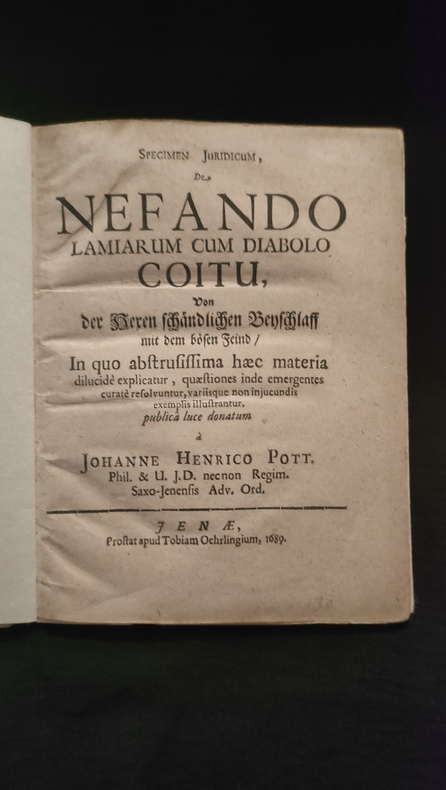 SPECIMEN JURIDICUM,
De
NEFANDO
LAMIARUM CUM DIABOLO
COITU,
Von
der Hexen ſchändlichen Beyſchlaff
mit dem böſen Feind /
In quo abſtruſiſſima hæc materia
dilucidè explicatur, quæſtiones inde emergentes
curatè reſolvuntur, variisque non injucundis
exemplis illuſtrantur,
publicâ luce donatum
à
JOHANNE HENRICO POTT.
Phil. & U. J.D. necnon Regim.
Saxo-Jenenſis Adv. Ord.
JENÆ,
Proſtat apud Tobiam Oehrlingium, 1689.